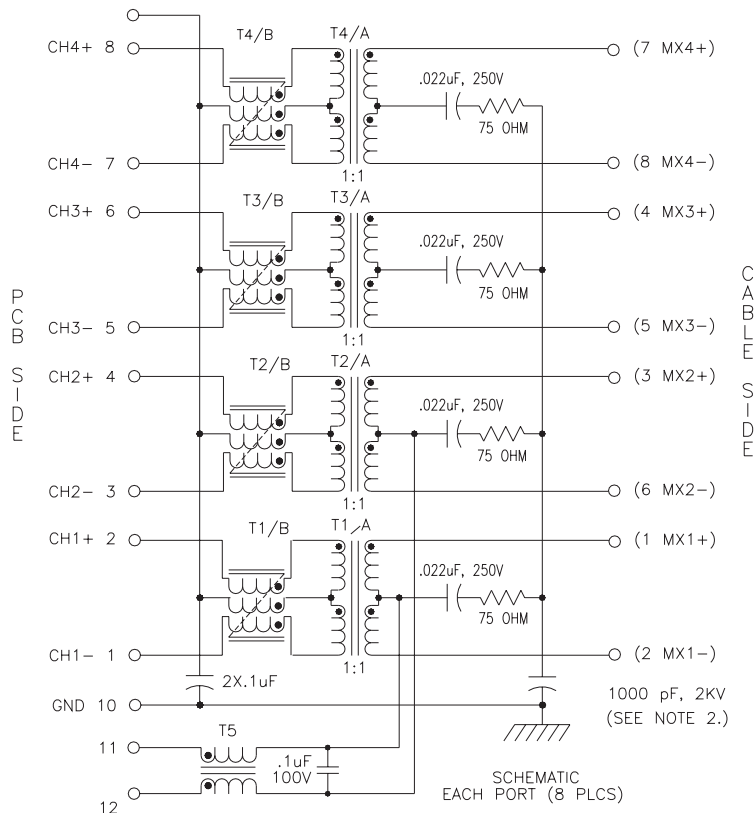 T4/B
T4/A
CH4+ 8
(7 MX4+)
.022uF, 250V
75 OHM
CH4- 7
(8 MX4-)
1:1
T3/B
T3/A
CH3+ 6
(4 MX3+)
.022uF, 250V
75 OHM
CH3- 5
(5 MX3-)
1:1
PCB SIDE
CABLE SIDE
T2/B
T2/A
CH2+ 4
(3 MX2+)
.022uF, 250V
75 OHM
CH2- 3
(6 MX2-)
1:1
T1/B
T1/A
CH1+ 2
(1 MX1+)
.022uF, 250V
75 OHM
CH1- 1
(2 MX1-)
1:1
2X.1uF
1000 pF, 2KV
(SEE NOTE 2.)
GND 10
T5
11
.1uF
100V
12
SCHEMATIC
EACH PORT (8 PLCS)